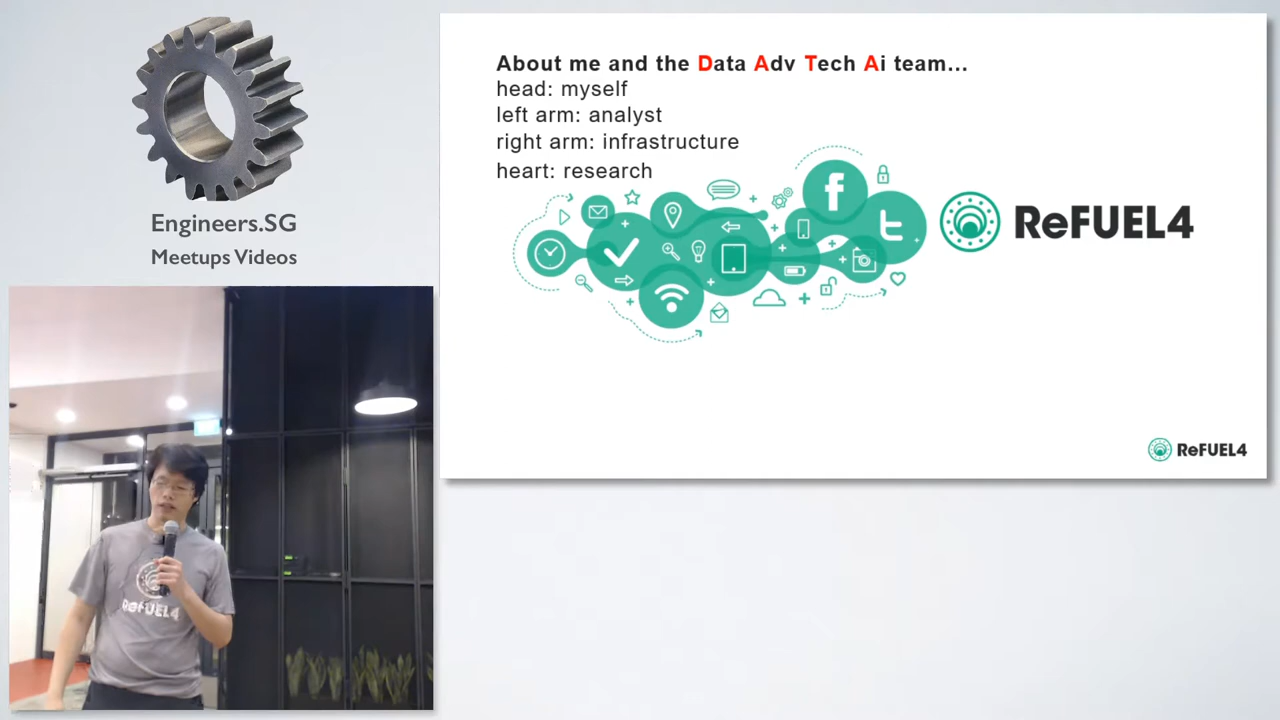 Engineers.SG
Meetups Videos
About me and the Data Adv Tech Ai team...
head: myself
left arm: analyst
right arm: infrastructure
heart: research
ReFUEL4
ReFUEL4
ReFUEL4